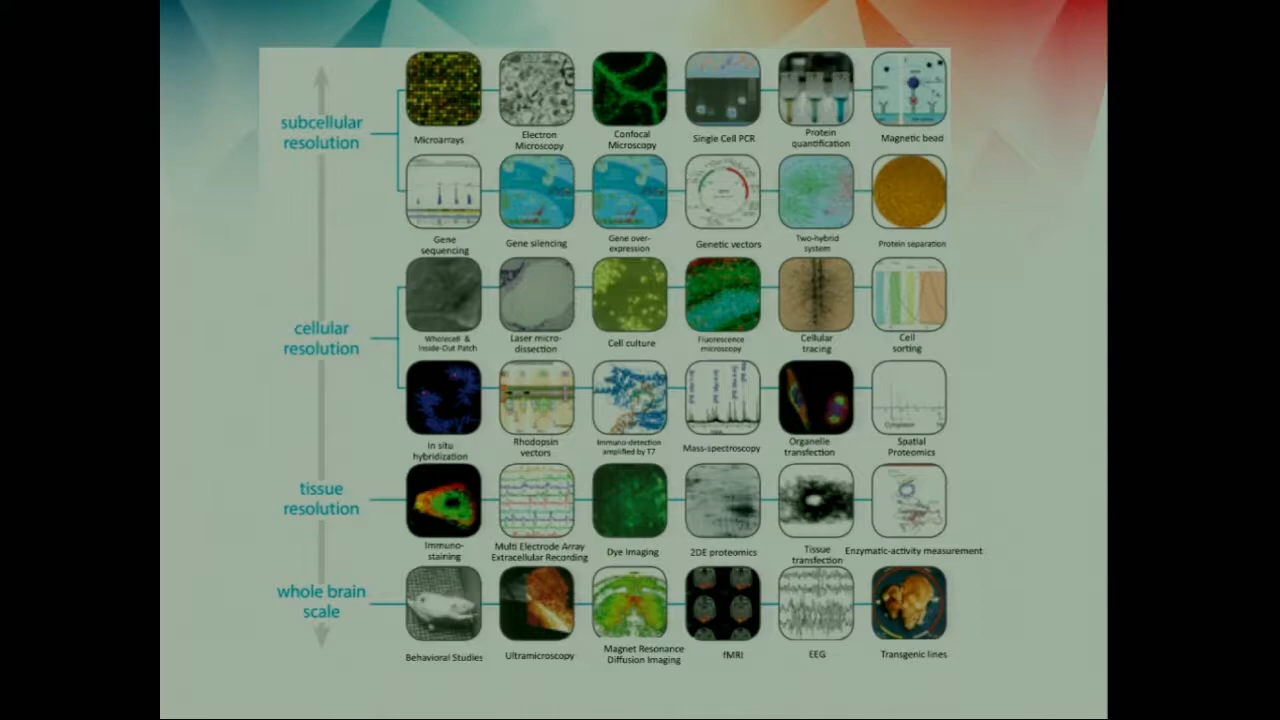 subcellular
resolution
Microarrays
Electron
Microscopy
Confocal
Microscopy
Single Cell PCR
Protein
quantification
Magnetic bead
Gene
sequencing
Gene silencing
Gene over-
expression
Genetic vectors
Two-hybrid
system
Protein separation
cellular
resolution
Wholecell &
Inside-Out Patch
Laser micro-
dissection
Cell culture
Fluorescence
microscopy
Cellular
tracing
Cell
sorting
In situ
hybridization
Rhodopsin
vectors
Immuno-detection
amplified by T7
Mass-spectroscopy
Organelle
transfection
Spatial
Proteomics
tissue
resolution
Immuno-
staining
Multi Electrode Array
Extracellular Recording
Dye Imaging
2DE proteomics
Tissue
transfection
Enzymatic-activity measurement
whole brain
scale
Behavioral Studies
Ultramicroscopy
Magnet Resonance
Diffusion Imaging
fMRI
EEG
Transgenic lines